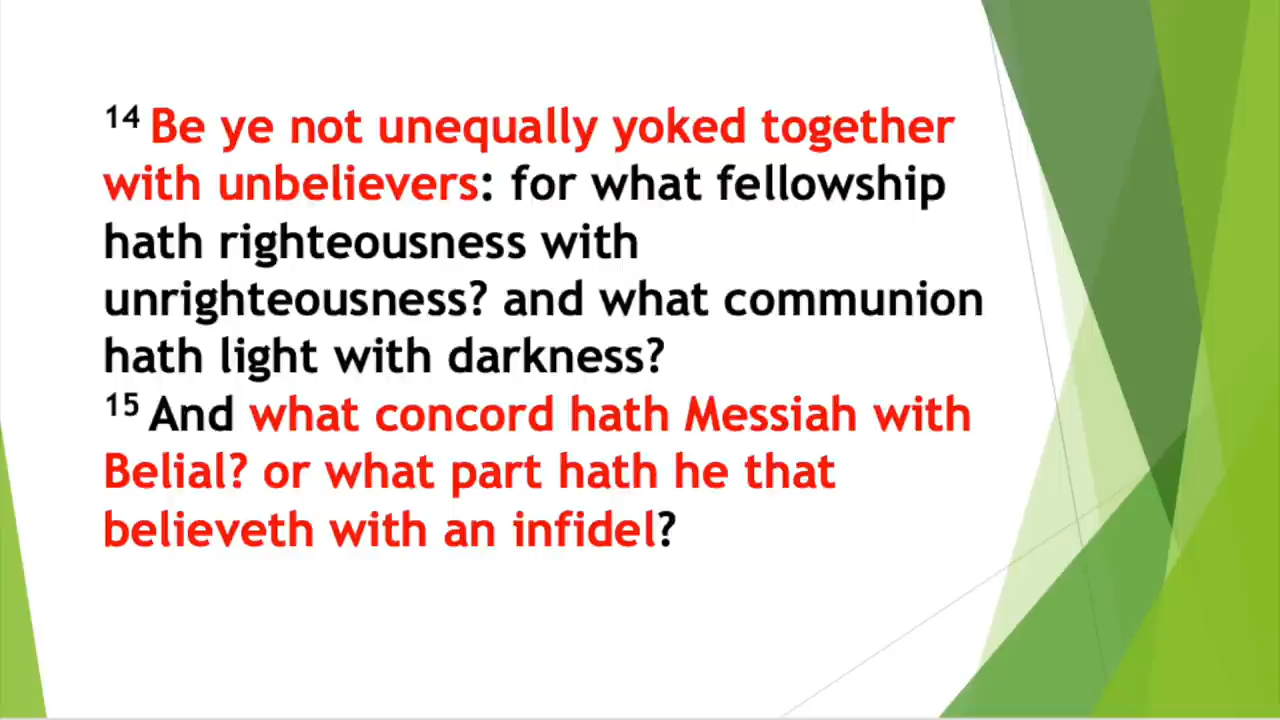 14 Be ye not unequally yoked together
with unbelievers: for what fellowship
hath righteousness with
unrighteousness? and what communion
hath light with darkness?
15 And what concord hath Messiah with
Belial? or what part hath he that
believeth with an infidel?